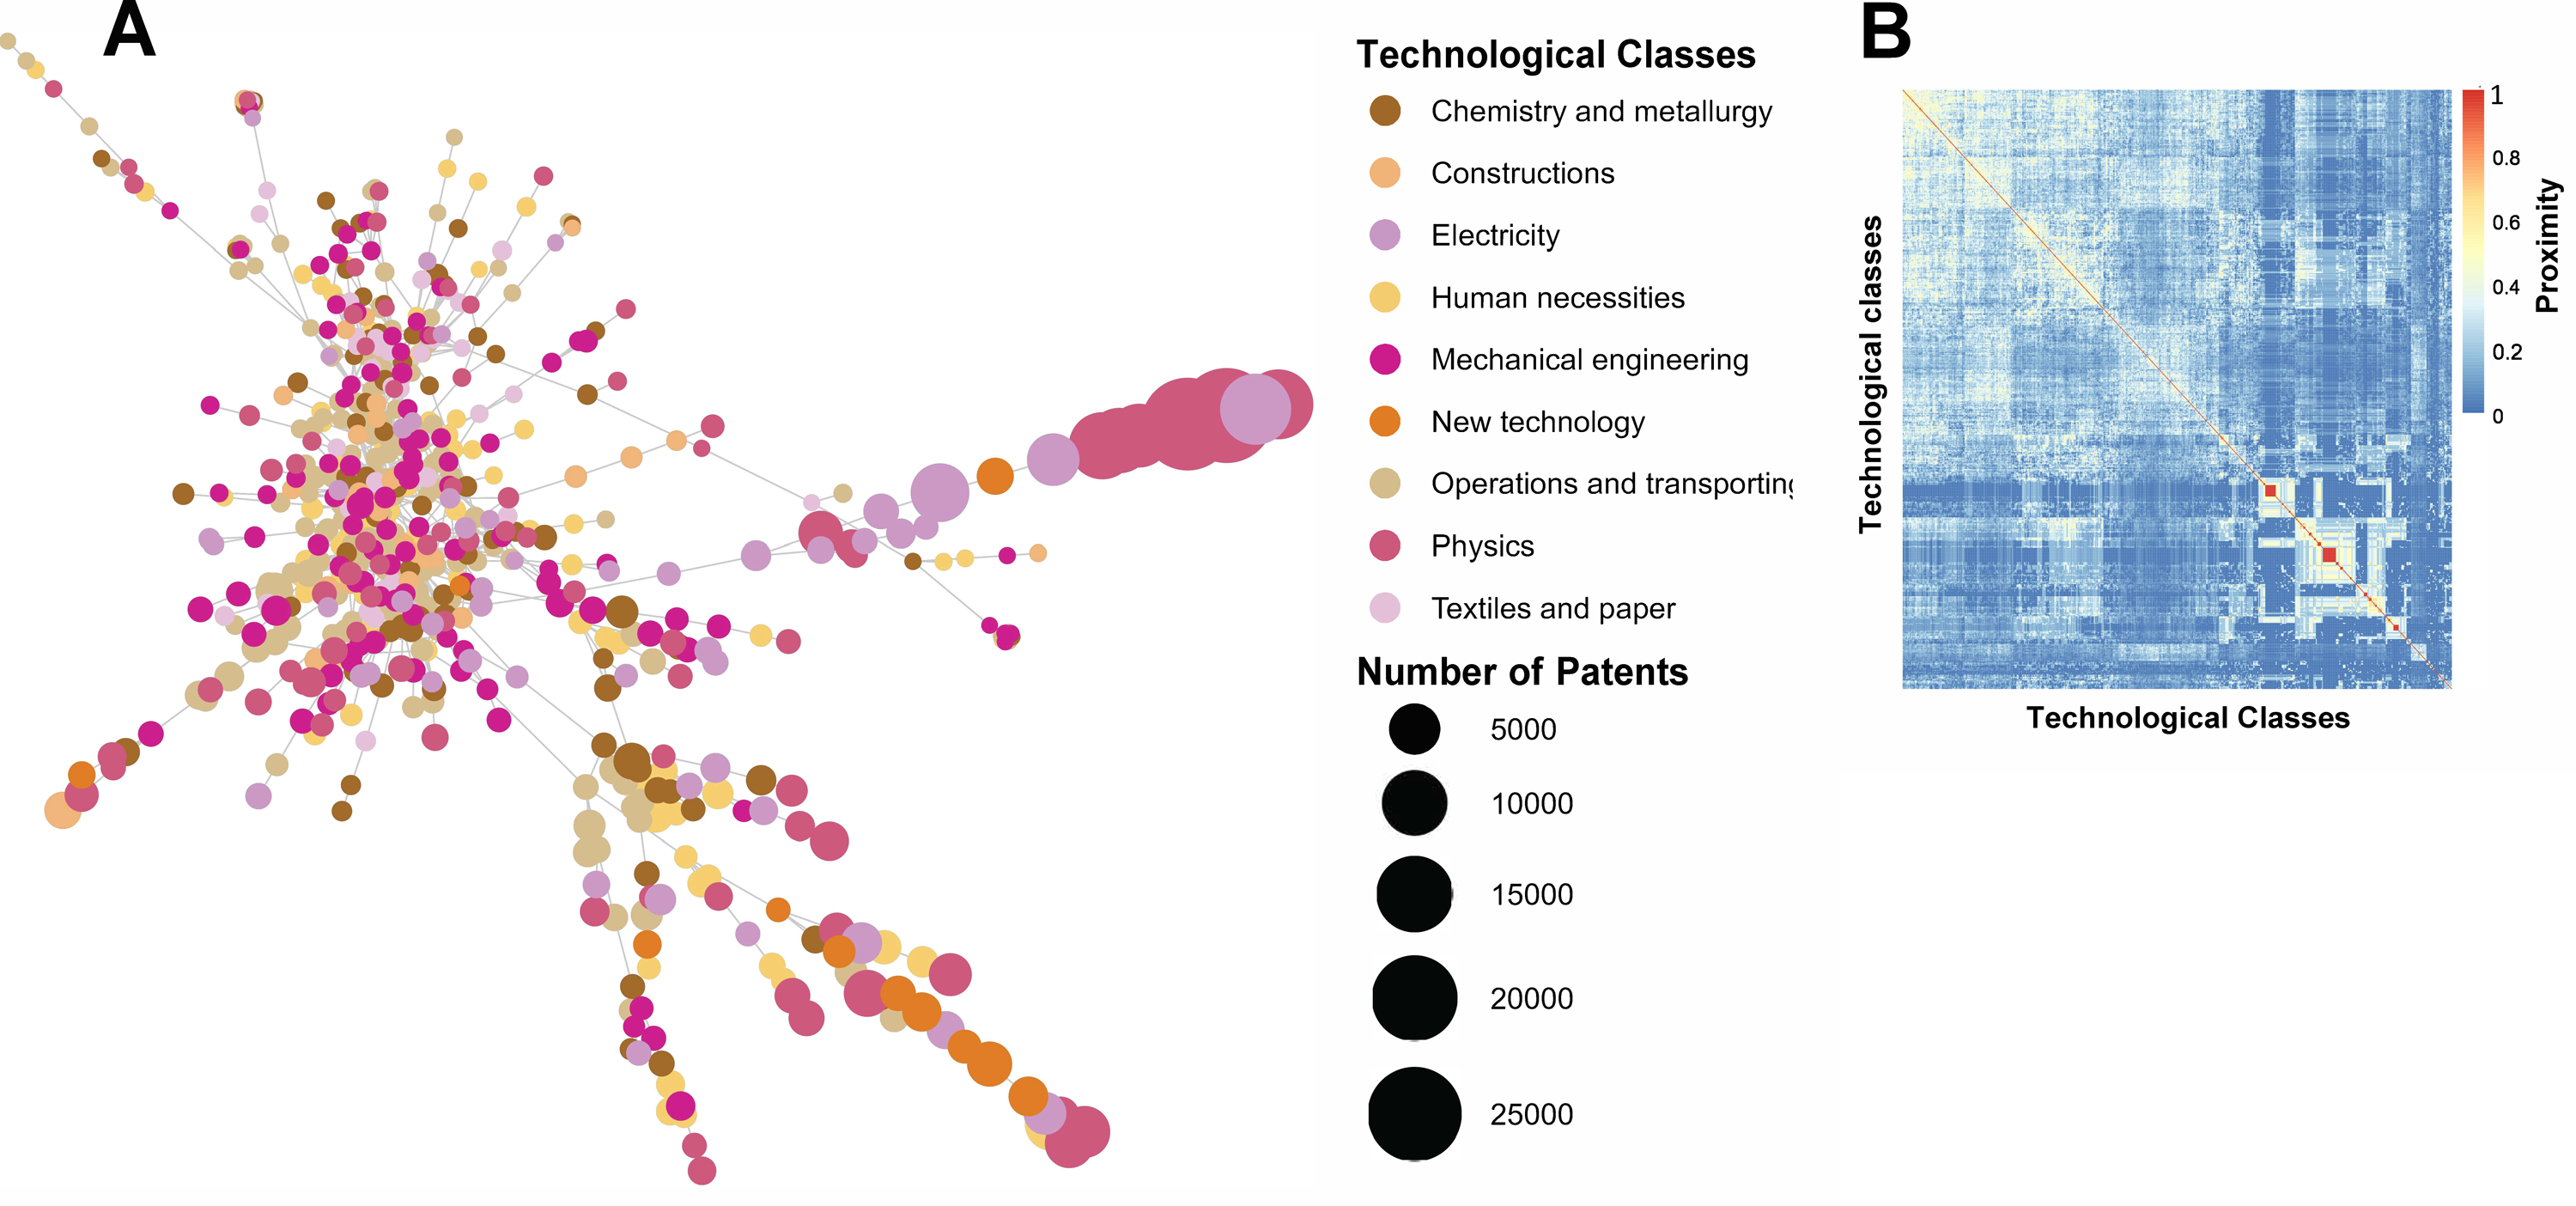 A
Technological Classes
Chemistry and metallurgy
Constructions
Electricity
Human necessities
Mechanical engineering
New technology
Operations and transporting
Physics
Textiles and paper
Number of Patents
5000
10000
15000
20000
25000
B
Technological classes
Technological Classes
1
0.8
0.6
0.4
0.2
0
Proximity